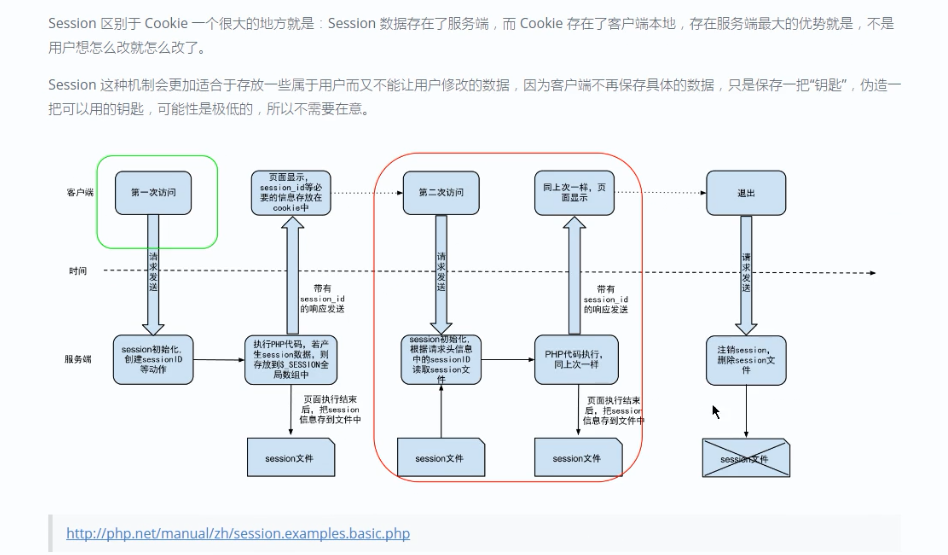 Session 区别于 Cookie 一个很大的地方就是：Session 数据存在了服务端，而 Cookie 存在了客户端本地，存在服务端最大的优势就是，不是
用户想怎么改就怎么改了。
Session 这种机制会更加适合于存放一些属于用户而又不能让用户修改的数据，因为客户端不再保存具体的数据，只是保存一把“钥匙”，伪造一
把可以用的钥匙，可能性是极低的，所以不需要在意。
客户端
第一次访问
页面显示，
session_id等必
要的信息存放在
cookie中
第二次访问
同上次一样，页
面显示
退出
请求发送
请求发送
请求发送
时间
带有
session_id
的响应发送
带有
session_id
的响应发送
服务端
session初始化.
创建sessionID
等动作
执行PHP代码，若产
生session数据，则
存放到$_SESSION全
局数组中
session初始化.
根据请求头信息
中的sessionID
读取session文
件
PHP代码执行，
同上次一样
注销session，
删除session文
件
页面执行结束
后，把session
信息存到文件中
页面执行结束
后，把session
信息存到文件中
session文件
session文件
session文件
session文件
http://php.net/manual/zh/session.examples.basic.php